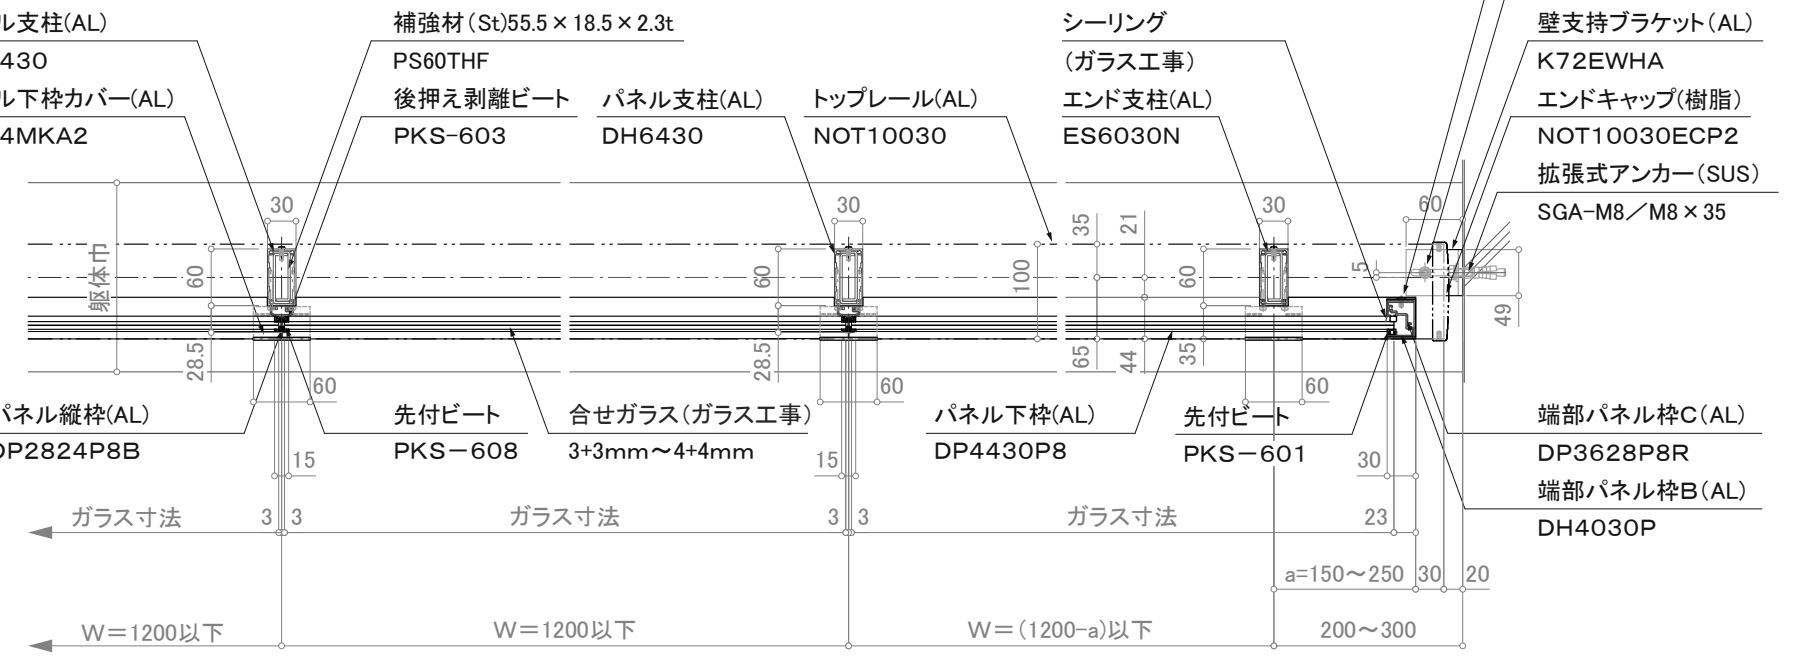 ル支柱(AL)
430
ル下枠カバー(AL)
4MKA2
補強材(St)55.5×18.5×2.3t
PS60THF
後押え剥離ビート
PKS-603
パネル支柱(AL)
DH6430
トップレール(AL)
NOT10030
シーリング
(ガラス工事)
エンド支柱(AL)
ES6030N
壁支持ブラケット(AL)
K72EWHA
エンドキャップ(樹脂)
NOT10030ECP2
拡張式アンカー(SUS)
SGA-M8/M8×35
躯体巾
30
60
28.5
60
30
60
28.5
60
100
35
65
21
44
30
60
35
60
60
5
49
パネル縦枠(AL)
DP2824P8B
先付ビート
PKS-608
合せガラス(ガラス工事)
3+3mm~4+4mm
パネル下枠(AL)
DP4430P8
先付ビート
PKS-601
端部パネル枠C(AL)
DP3628P8R
端部パネル枠B(AL)
DH4030P
15
15
30
ガラス寸法
3
3
ガラス寸法
3
3
ガラス寸法
23
a=150~250
30
20
W=1200以下
W=1200以下
W=(1200-a)以下
200~300